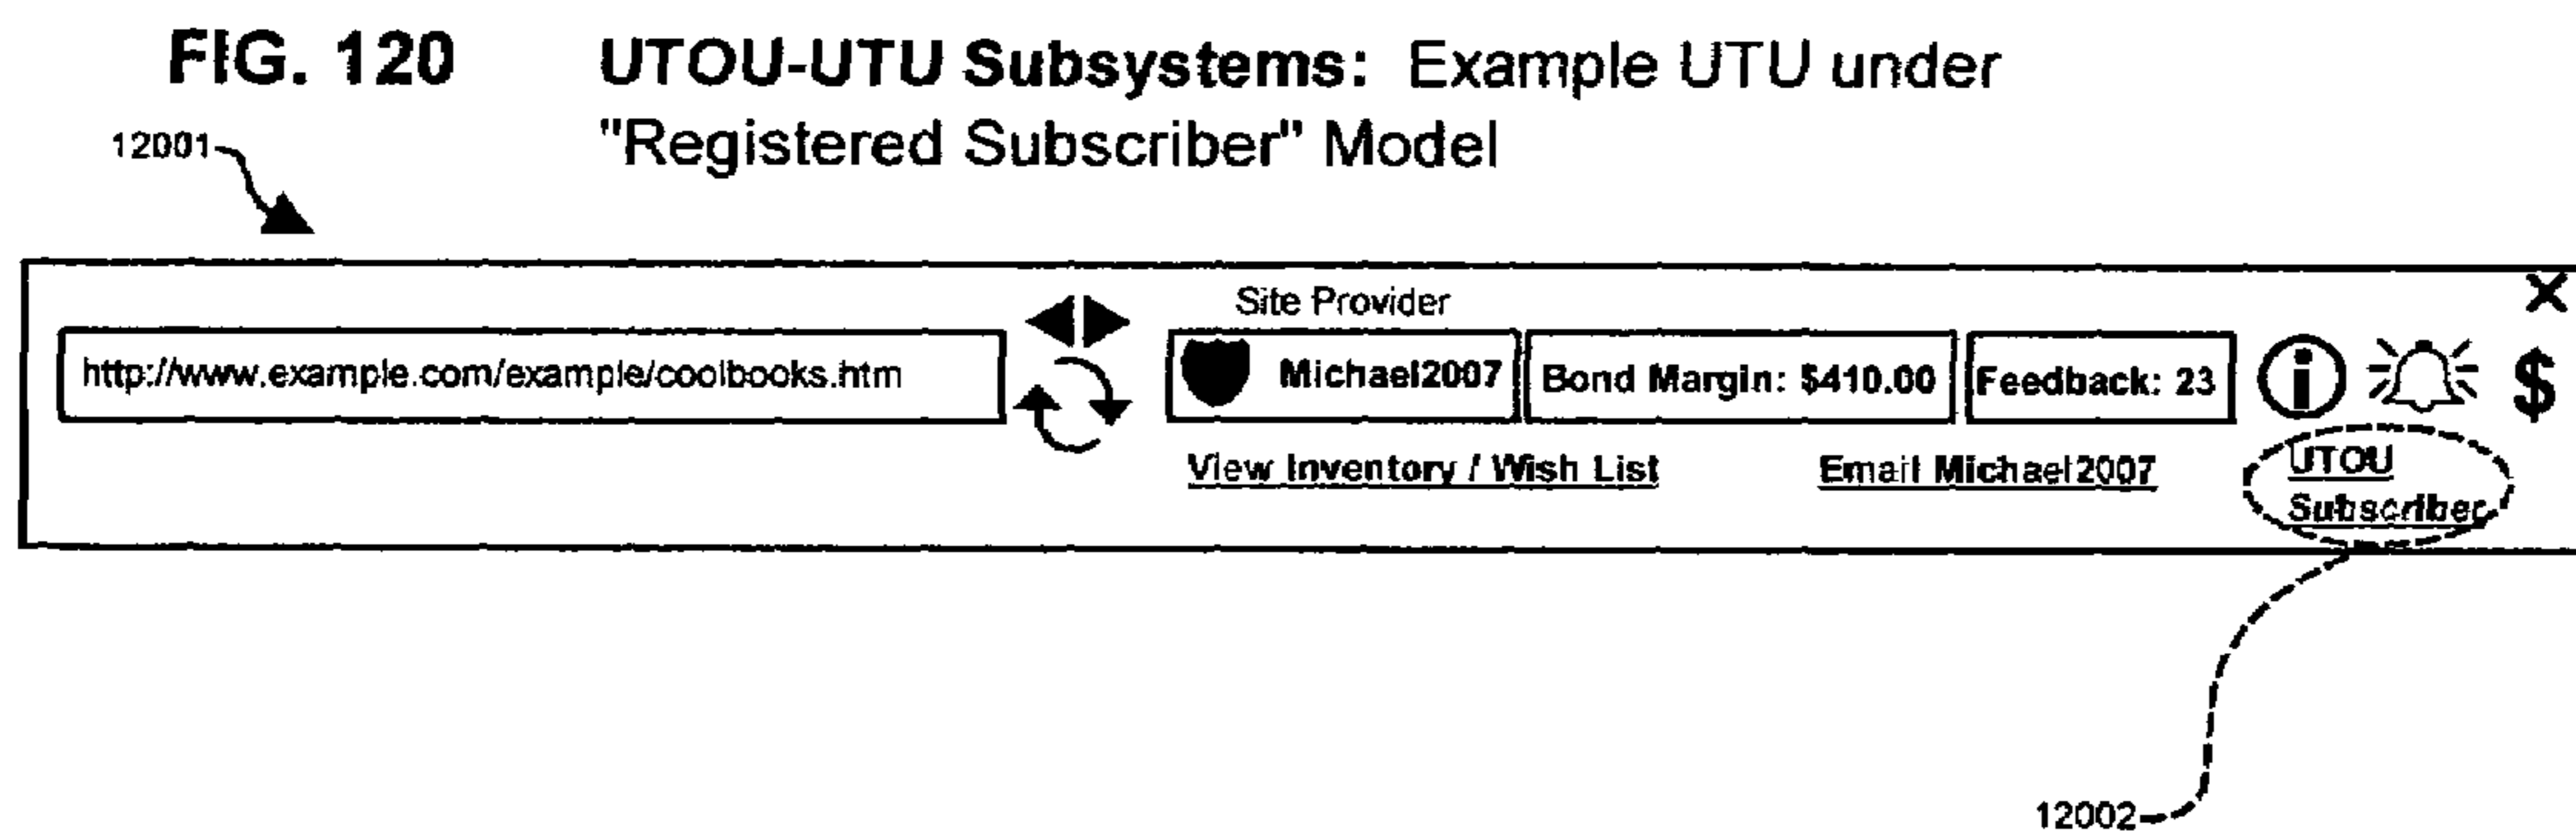 FIG. 120 UTOU-UTU Subsystems: Example UTU under
"Registered Subscriber" Model
12001
Site Provider
X
http://www.example.com/example/coolbooks.htm Michael2007 Bond Margin: $410.00 Feedback: 23 i $
View Inventory / Wish List Email Michael2007 UTOU
Subscriber
12002